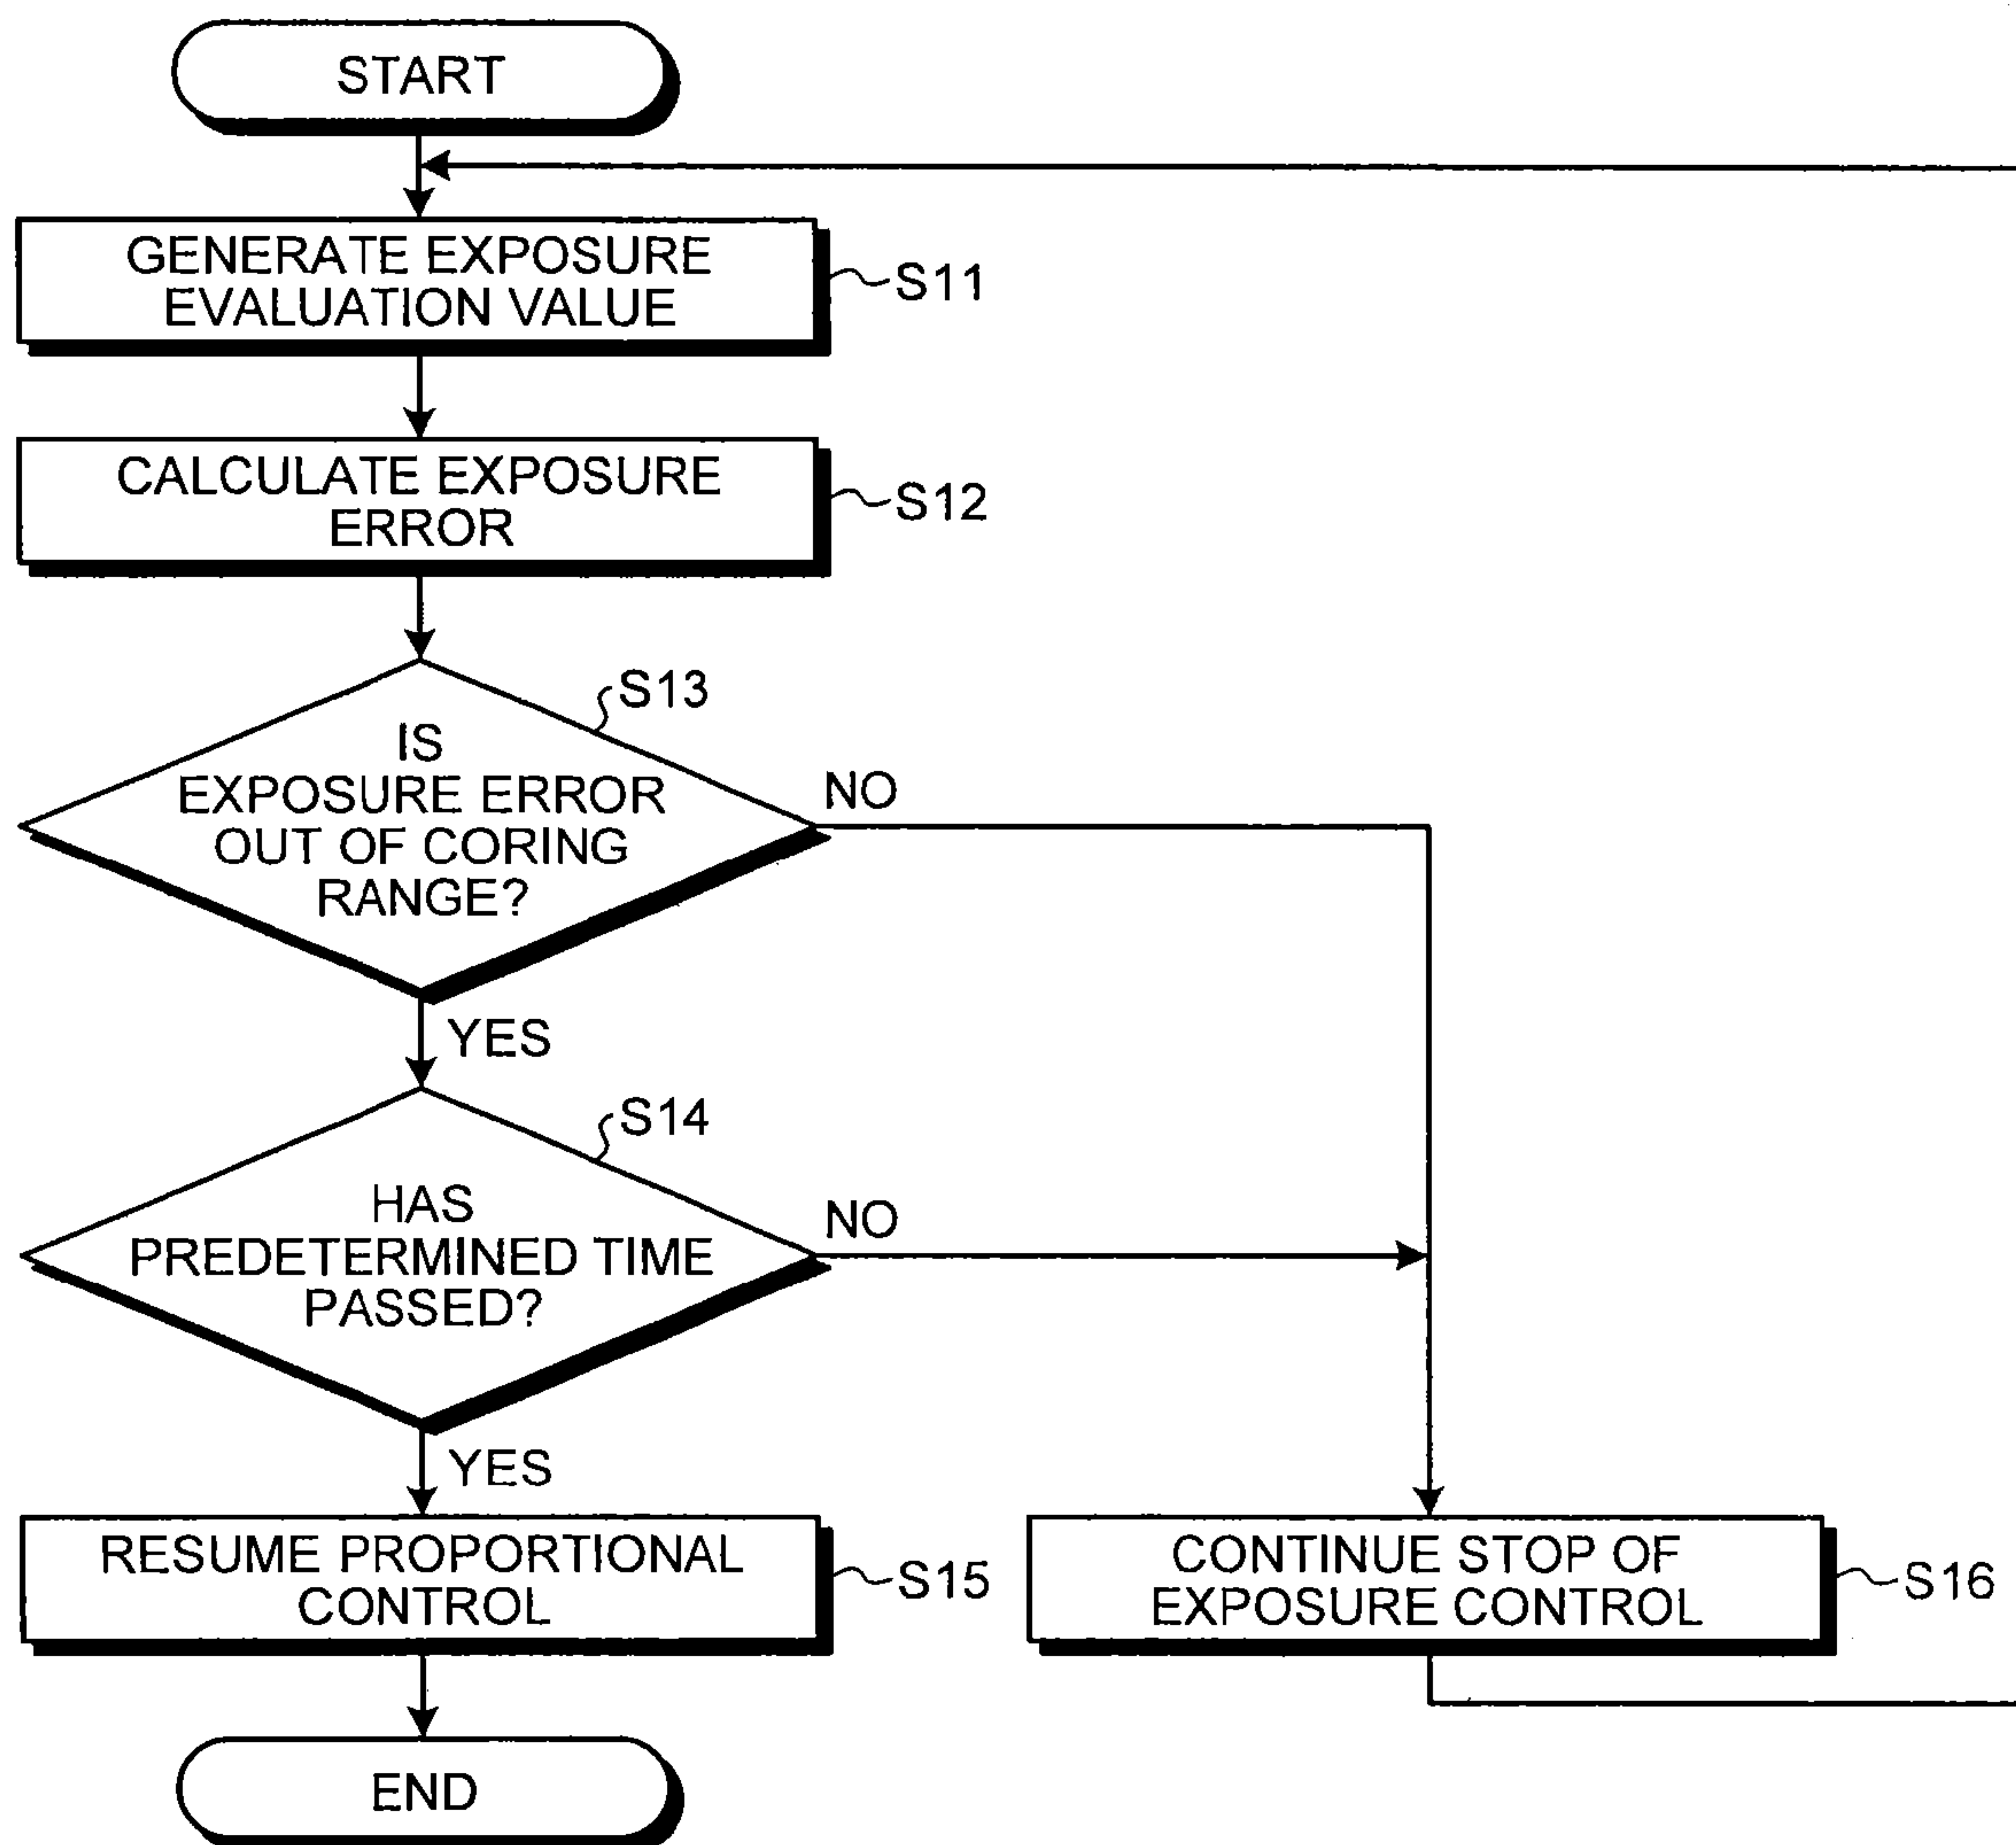 START
GENERATE EXPOSURE
EVALUATION VALUE
S11
CALCULATE EXPOSURE
ERROR
S12
S13
IS
EXPOSURE ERROR
OUT OF CORING
RANGE?
NO
YES
S14
HAS
PREDETERMINED TIME
PASSED?
NO
YES
RESUME PROPORTIONAL
CONTROL
S15
CONTINUE STOP OF
EXPOSURE CONTROL
S16
END